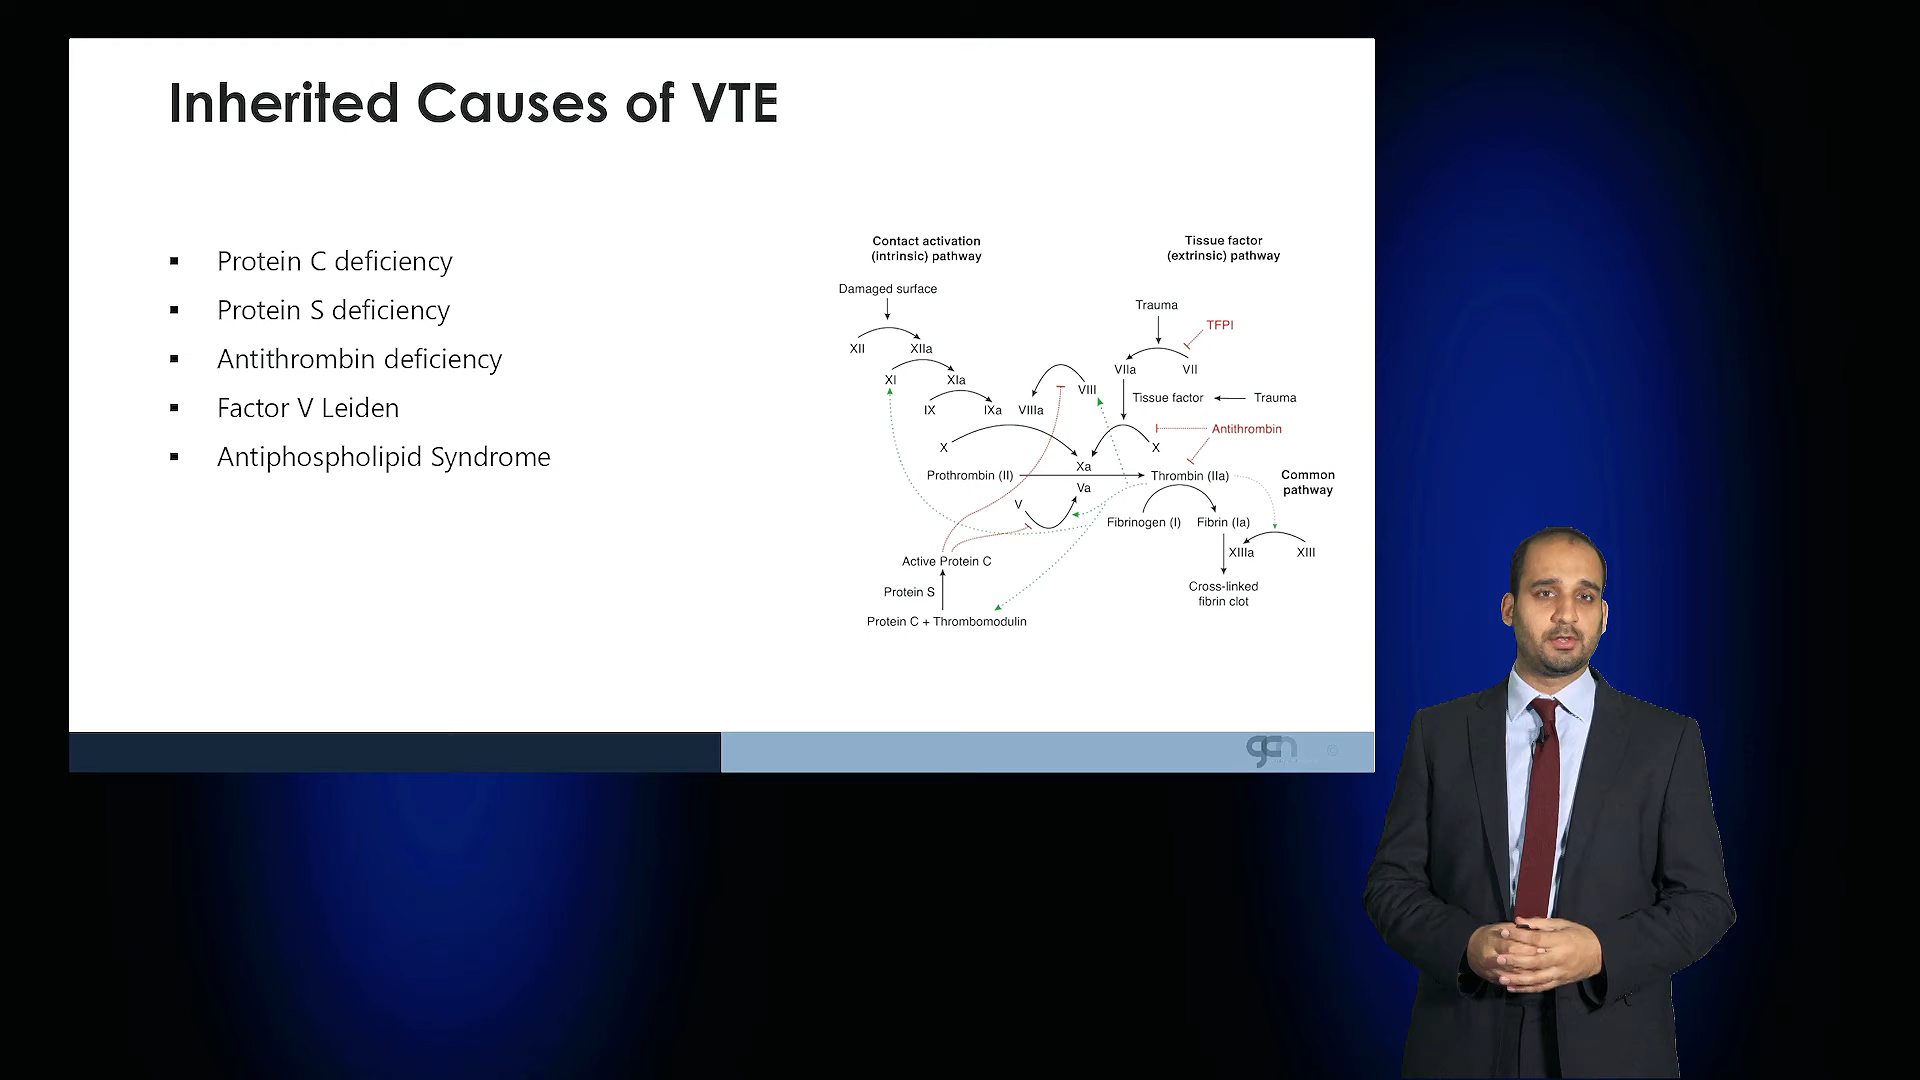 Inherited Causes of VTE
▪ Protein C deficiency
▪ Protein S deficiency
▪ Antithrombin deficiency
▪ Factor V Leiden
▪ Antiphospholipid Syndrome
Contact activation
(intrinsic) pathway
Tissue factor
(extrinsic) pathway
Damaged surface
Trauma
TFPI
XII
XIIa
VIIa
VII
XI
XIa
VIII
Tissue factor
Trauma
IX
IXa
VIIIa
Antithrombin
X
X
Xa
Prothrombin (II)
Thrombin (IIa)
Common
pathway
Va
V
Fibrinogen (I)
Fibrin (Ia)
XIIIa
XIII
Active Protein C
Cross-linked
fibrin clot
Protein S
Protein C + Thrombomodulin
gcn
©